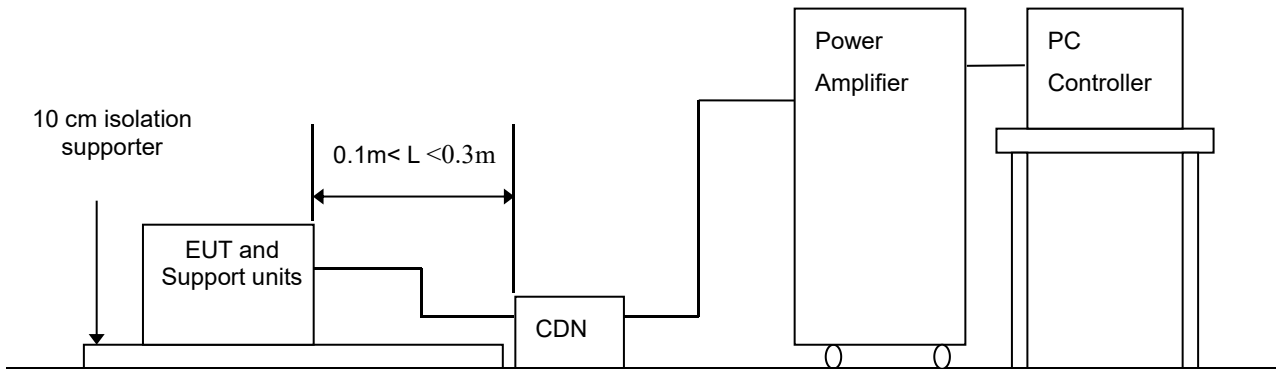 10 cm isolation
supporter
0.1m< L <0.3m
EUT and
Support units
CDN
Power
Amplifier
PC
Controller